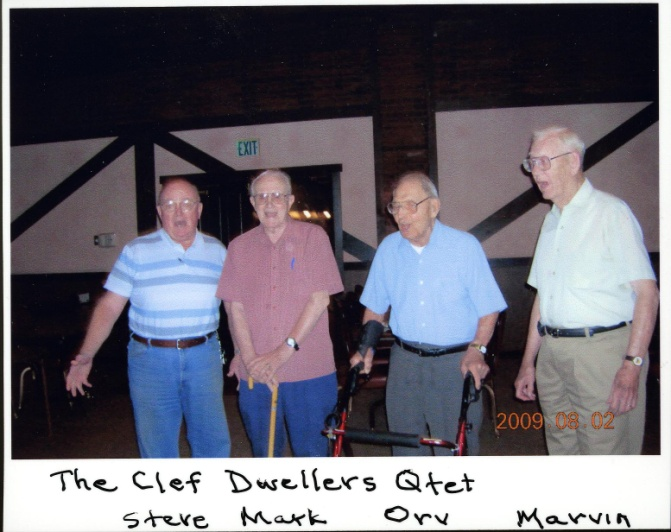 EXIT
2009 08 02
The Clef Dwellers Qtet
Steve Mark Orv Marvin